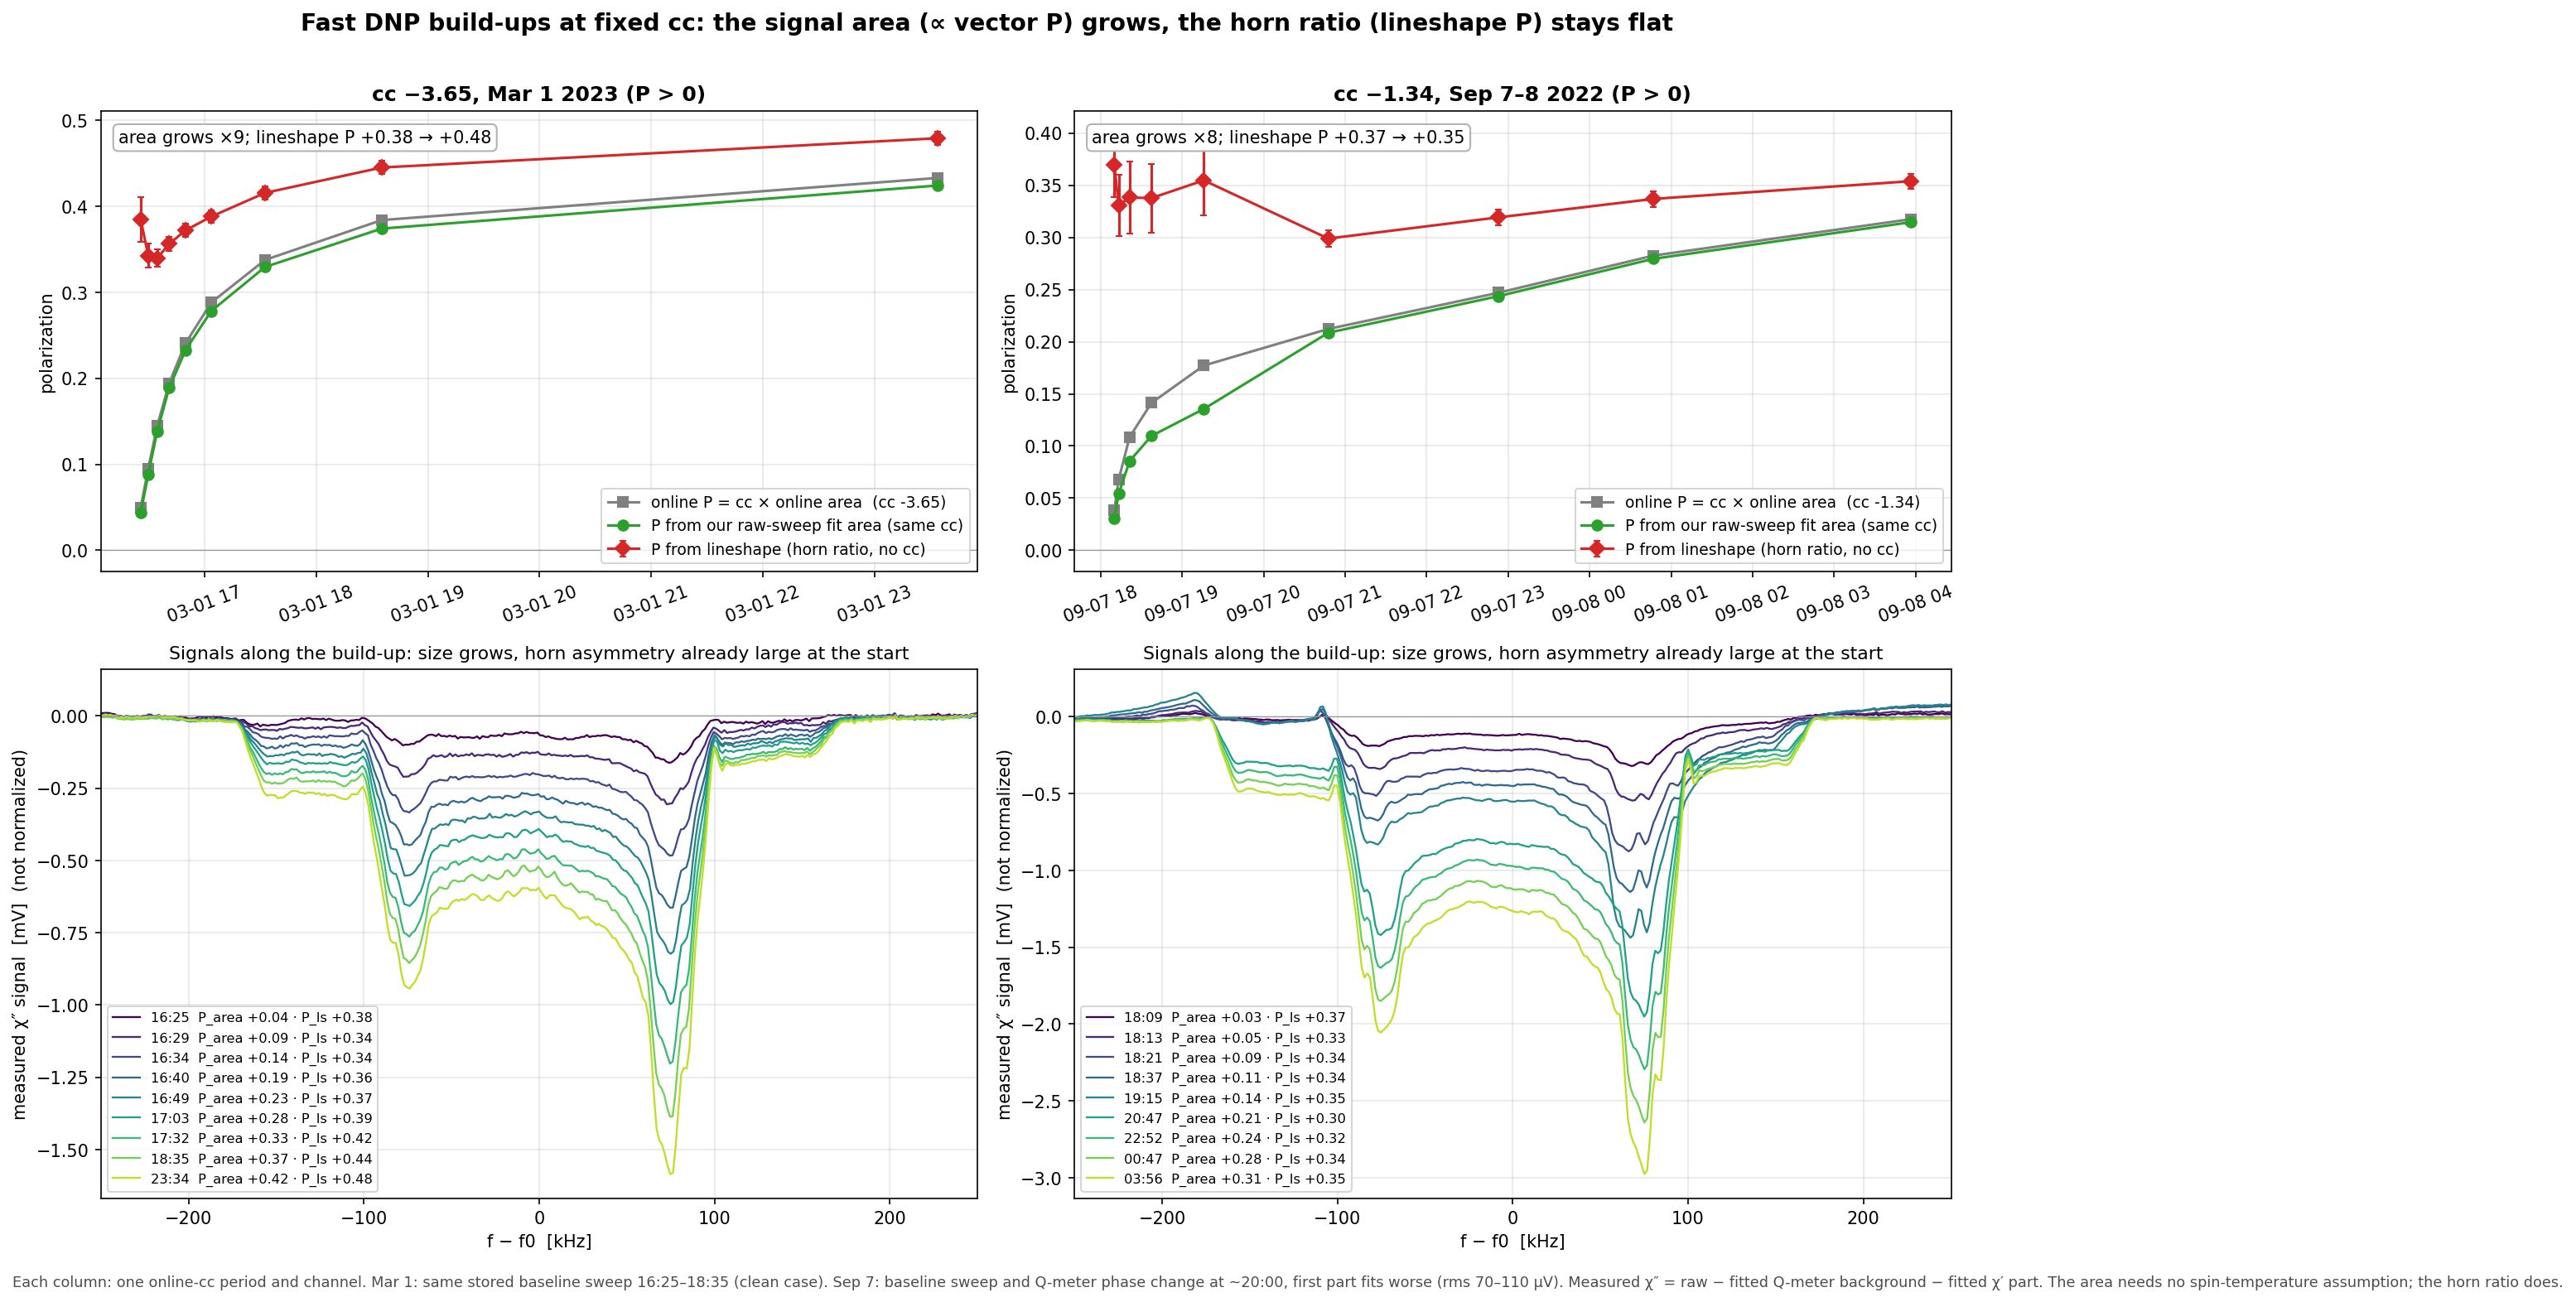 Fast DNP build-ups at fixed cc: the signal area (∝ vector P) grows, the horn ratio (lineshape P) stays flat
cc −3.65, Mar 1 2023 (P > 0)
area grows ×9; lineshape P +0.38 → +0.48
polarization
0.5
0.4
0.3
0.2
0.1
0.0
online P = cc × online area  (cc -3.65)
P from our raw-sweep fit area (same cc)
P from lineshape (horn ratio, no cc)
03-01 17
03-01 18
03-01 19
03-01 20
03-01 21
03-01 22
03-01 23
cc −1.34, Sep 7–8 2022 (P > 0)
area grows ×8; lineshape P +0.37 → +0.35
polarization
0.40
0.35
0.30
0.25
0.20
0.15
0.10
0.05
0.00
online P = cc × online area  (cc -1.34)
P from our raw-sweep fit area (same cc)
P from lineshape (horn ratio, no cc)
09-07 18
09-07 19
09-07 20
09-07 21
09-07 22
09-07 23
09-08 00
09-08 01
09-08 02
09-08 03
09-08 04
Signals along the build-up: size grows, horn asymmetry already large at the start
measured χ″ signal  [mV]  (not normalized)
0.00
−0.25
−0.50
−0.75
−1.00
−1.25
−1.50
16:25  P_area +0.04 · P_ls +0.38
16:29  P_area +0.09 · P_ls +0.34
16:34  P_area +0.14 · P_ls +0.34
16:40  P_area +0.19 · P_ls +0.36
16:49  P_area +0.23 · P_ls +0.37
17:03  P_area +0.28 · P_ls +0.39
17:32  P_area +0.33 · P_ls +0.42
18:35  P_area +0.37 · P_ls +0.44
23:34  P_area +0.42 · P_ls +0.48
−200
−100
0
100
200
f − f0  [kHz]
Signals along the build-up: size grows, horn asymmetry already large at the start
measured χ″ signal  [mV]  (not normalized)
0.0
−0.5
−1.0
−1.5
−2.0
−2.5
−3.0
18:09  P_area +0.03 · P_ls +0.37
18:13  P_area +0.05 · P_ls +0.33
18:21  P_area +0.09 · P_ls +0.34
18:37  P_area +0.11 · P_ls +0.34
19:15  P_area +0.14 · P_ls +0.35
20:47  P_area +0.21 · P_ls +0.30
22:52  P_area +0.24 · P_ls +0.32
00:47  P_area +0.28 · P_ls +0.34
03:56  P_area +0.31 · P_ls +0.35
−200
−100
0
100
200
f − f0  [kHz]
Each column: one online-cc period and channel. Mar 1: same stored baseline sweep 16:25–18:35 (clean case). Sep 7: baseline sweep and Q-meter phase change at ~20:00, first part fits worse (rms 70–110 μV). Measured χ″ = raw − fitted Q-meter background − fitted χ′ part. The area needs no spin-temperature assumption; the horn ratio does.